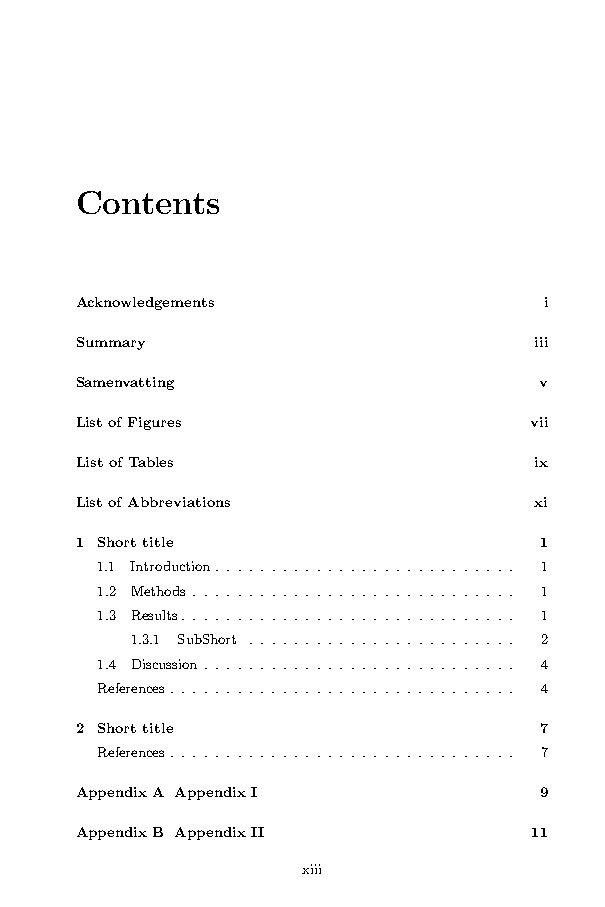 Contents
Acknowledgements i
Summary iii
Samenvatting v
List of Figures vii
List of Tables ix
List of Abbreviations xi
1 Short title 1
1.1 Introduction . . . . . . . . . . . . . . . . . . . . . . . . . . . 1
1.2 Methods . . . . . . . . . . . . . . . . . . . . . . . . . . . . . 1
1.3 Results . . . . . . . . . . . . . . . . . . . . . . . . . . . . . . 1
1.3.1 SubShort . . . . . . . . . . . . . . . . . . . . . . . . 2
1.4 Discussion . . . . . . . . . . . . . . . . . . . . . . . . . . . . 4
References . . . . . . . . . . . . . . . . . . . . . . . . . . . . . . . 4
2 Short title 7
References . . . . . . . . . . . . . . . . . . . . . . . . . . . . . . . 7
Appendix A Appendix I 9
Appendix B Appendix II 11
xiii